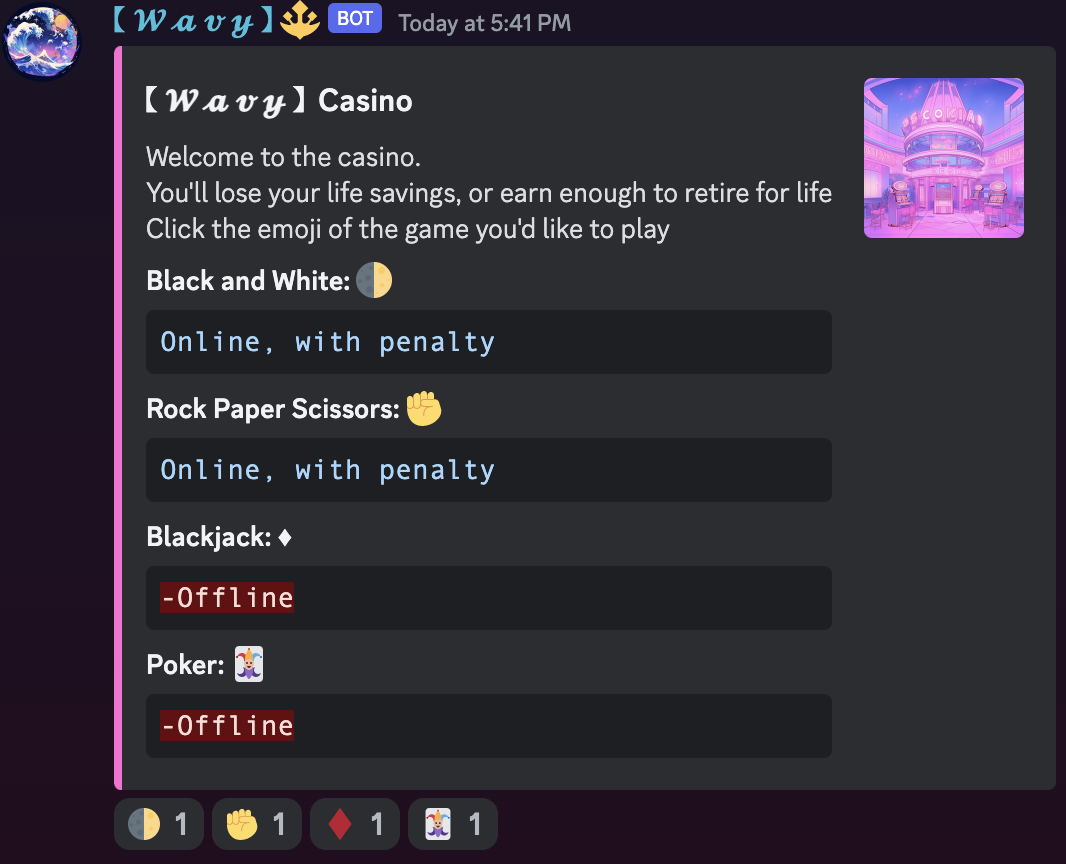 【 𝓦 𝓪 𝓿 𝔂 】 BOT Today at 5:41 PM
【 𝓦 𝓪 𝓿 𝔂 】 Casino
Welcome to the casino.
You'll lose your life savings, or earn enough to retire for life
Click the emoji of the game you'd like to play
Black and White: 🌓
Online, with penalty
Rock Paper Scissors: ✊
Online, with penalty
Blackjack: ♦
-Offline
Poker: 🃏
-Offline
🌓 1 ✊ 1 ♦️ 1 🃏 1